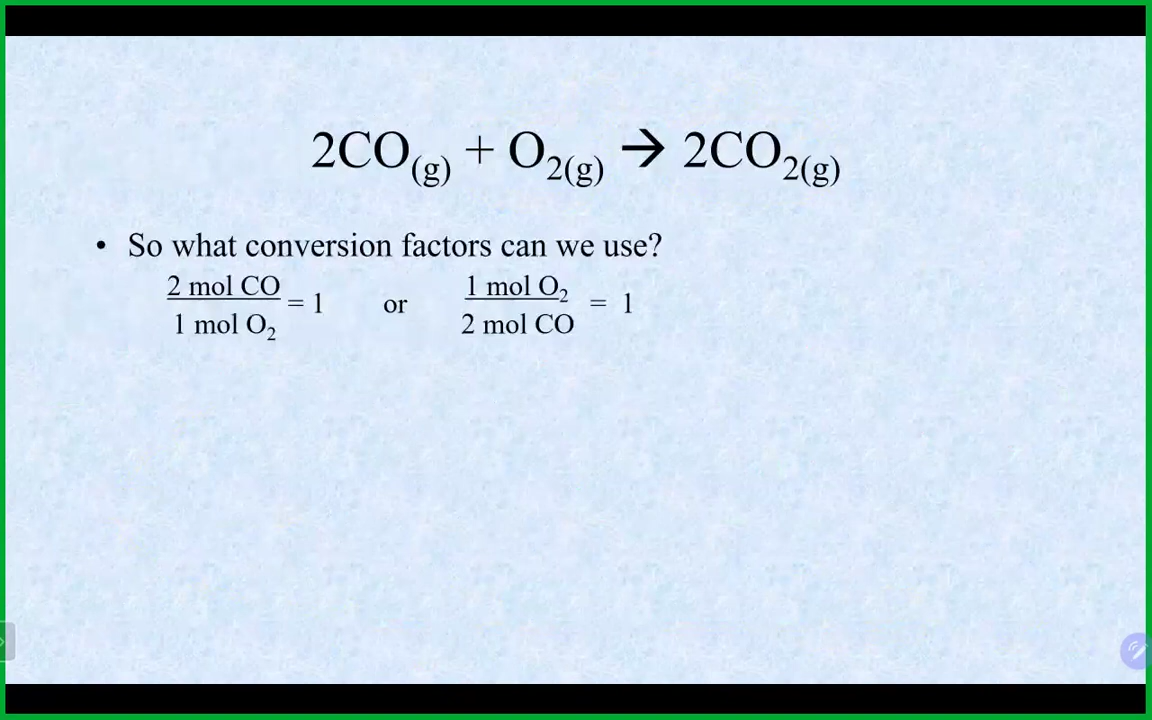 2CO(g) + O2(g) → 2CO2(g)
• So what conversion factors can we use?
2 mol CO = 1 or 1 mol O2 = 1
1 mol O2 2 mol CO